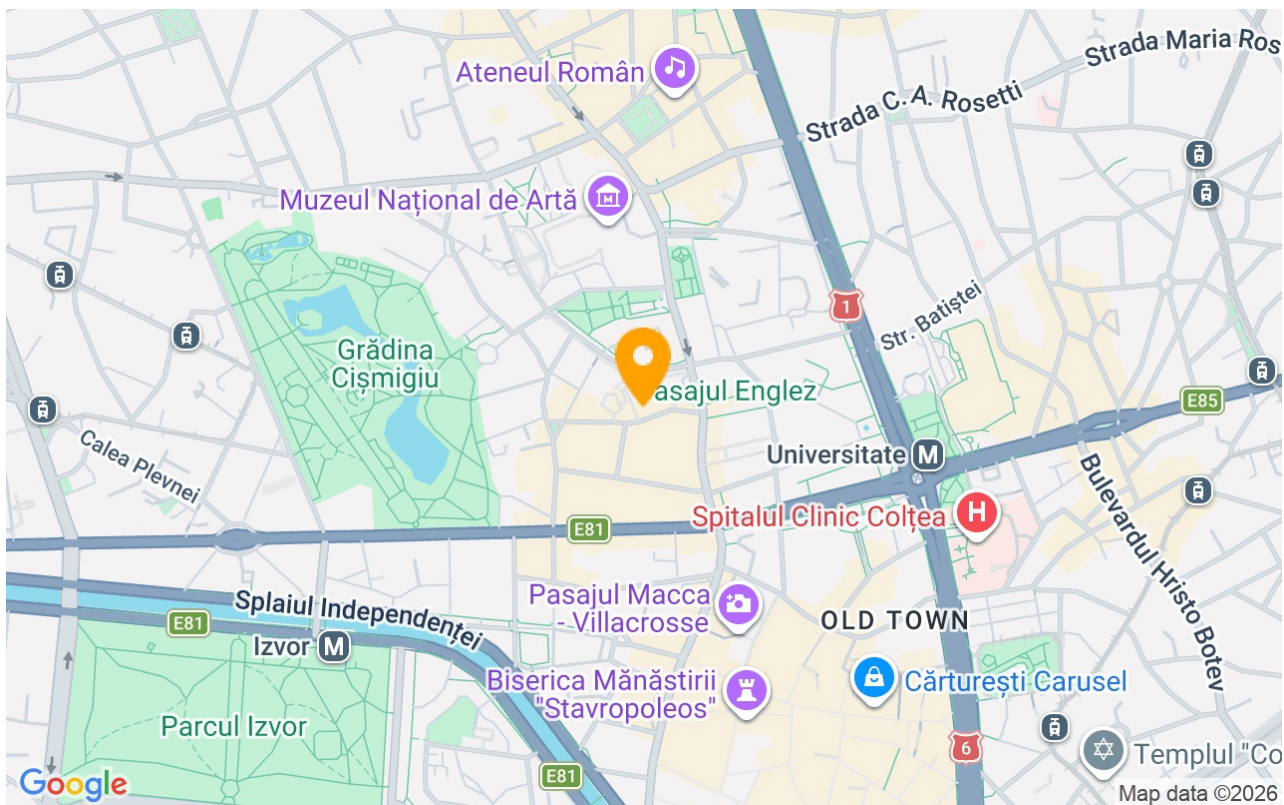 Strada Maria Ros
Ateneul Român
Strada C. A. Rosetti
Muzeul Național de Artă
M
1
Str. Batiștei
Grădina
Cișmigiu
asajul Englez
E85
Calea Plevnei
Universitate M
E81
Spitalul Clinic Colțea H
Bulevardul Hristo Botev
Splaiul Independenței
Pasajul Macca
- Villacrosse
E81
OLD TOWN
Izvor M
Biserica Mănăstirii
"Stavropoleos"
Cărturești Carusel
Parcul Izvor
6
Templul "Co
E81
Google
Map data ©2026